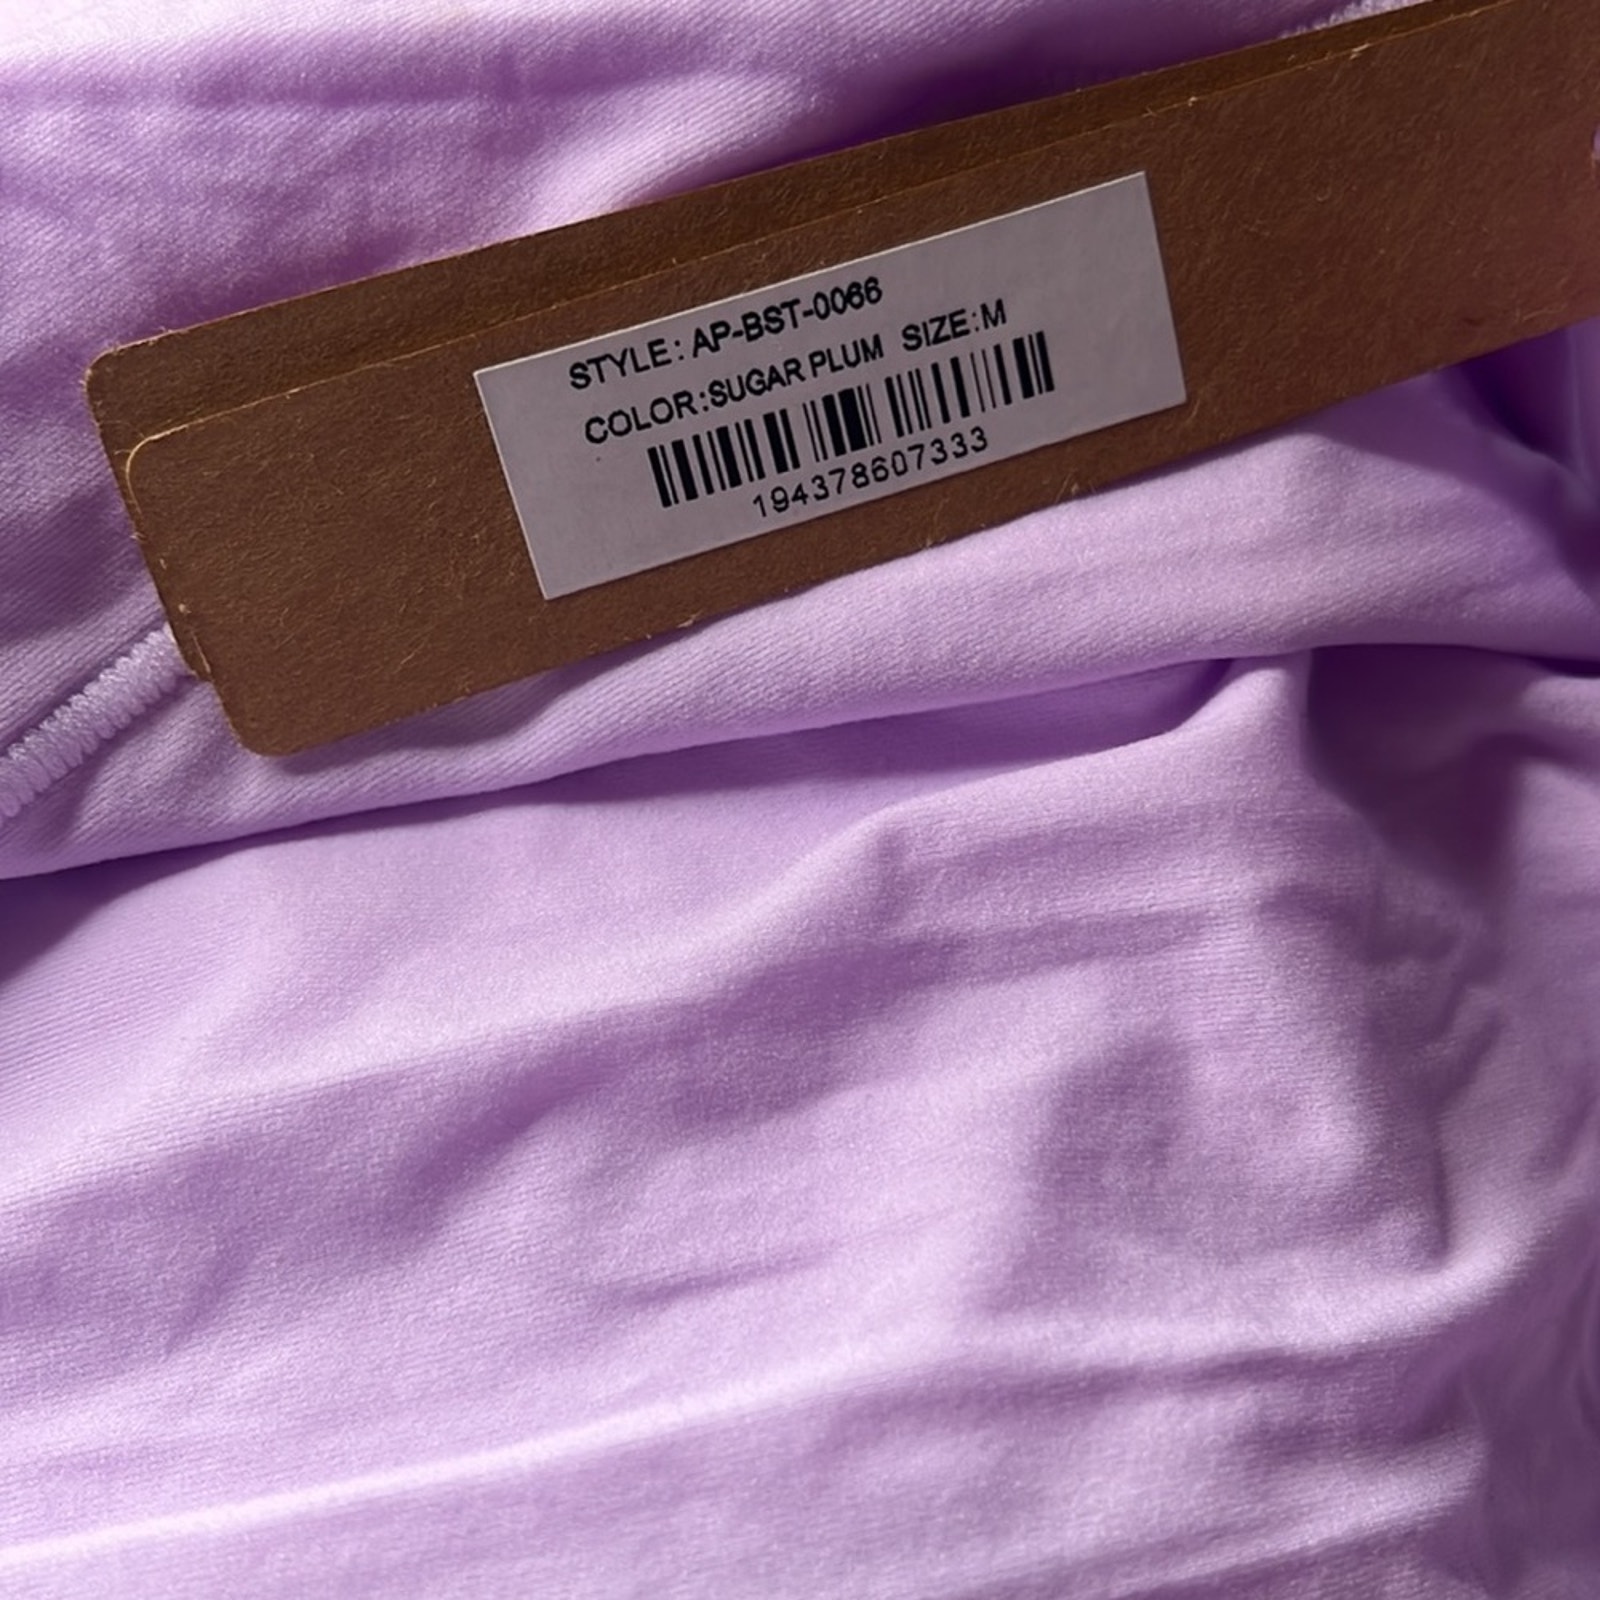 STYLE: AP-BST-0066
COLOR:SUGAR PLUM SIZE:M
194378607333